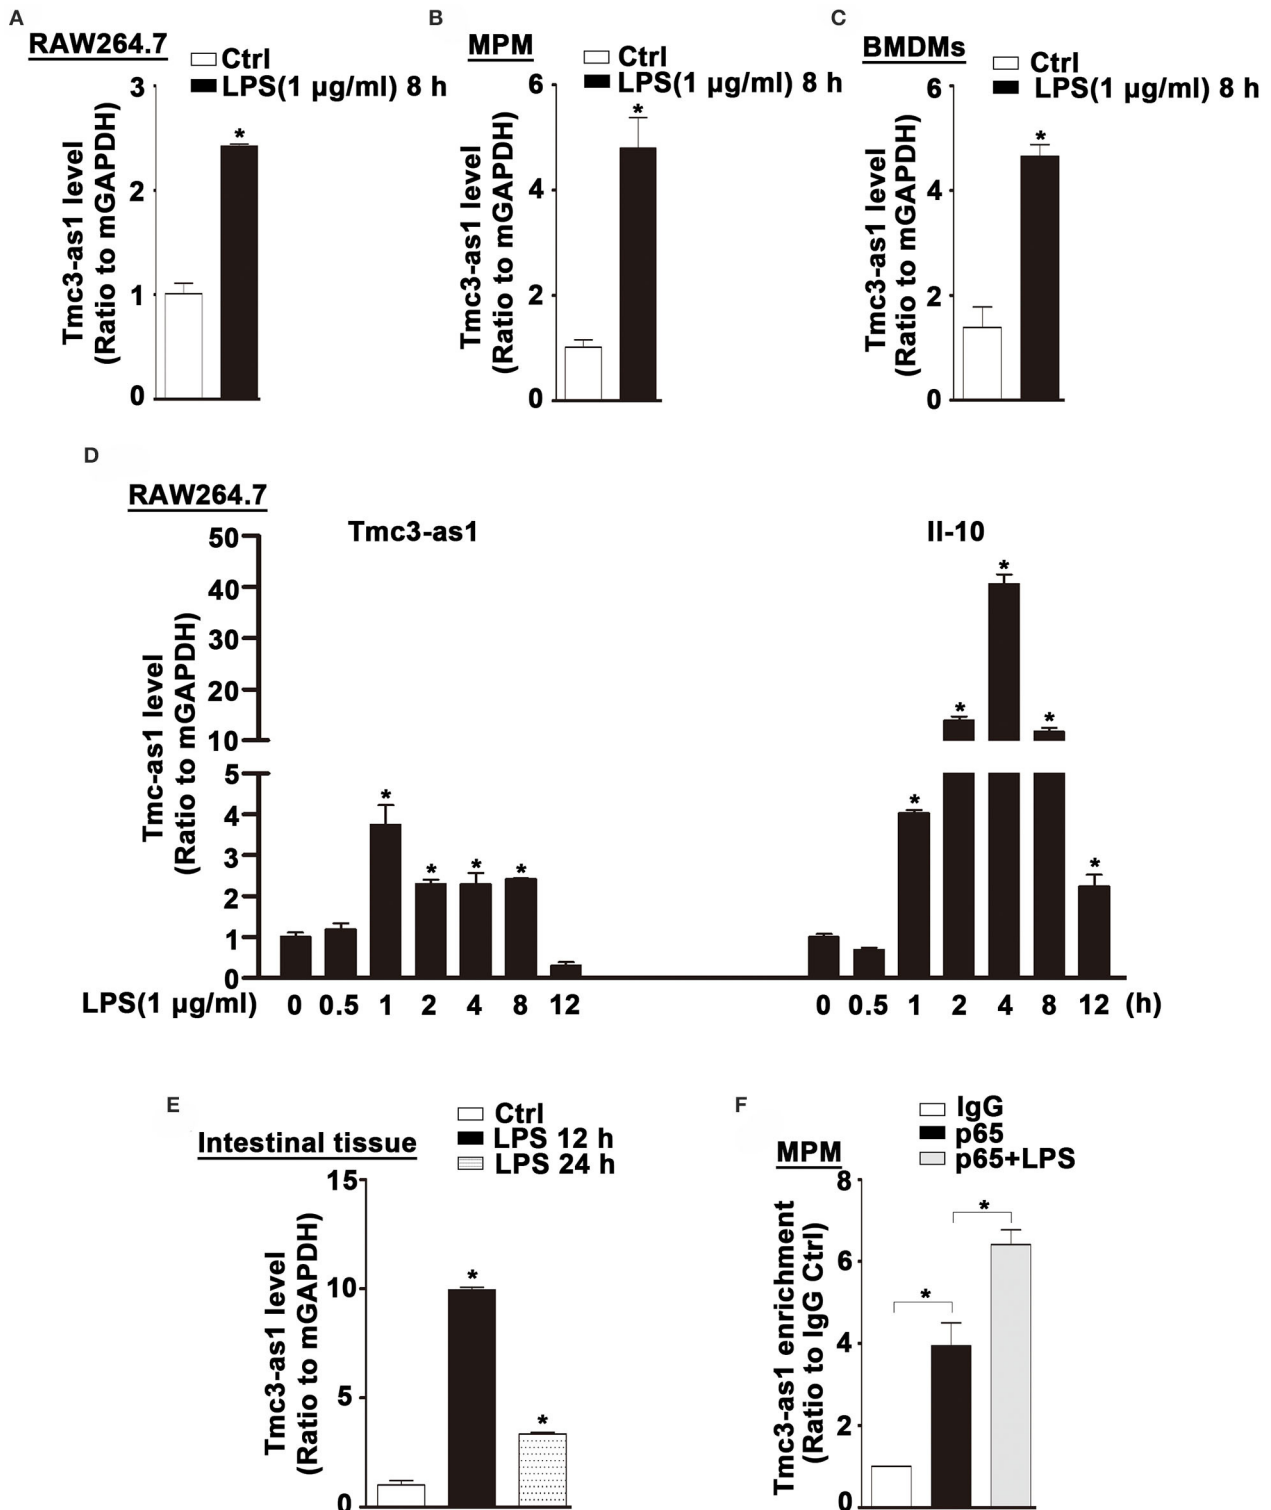 A
RAW264.7
Ctrl
LPS(1 µg/ml) 8 h
Tmc3-as1 level
(Ratio to mGAPDH)
3
2
1
0
*
B
MPM
Ctrl
LPS(1 µg/ml) 8 h
Tmc3-as1 level
(Ratio to mGAPDH)
6
4
2
0
*
C
BMDMs
Ctrl
LPS(1 µg/ml) 8 h
Tmc3-as1 level
(Ratio to mGAPDH)
6
4
2
0
*
D
RAW264.7
Tmc3-as1
Il-10
Tmc-as1 level
(Ratio to mGAPDH)
50
40
30
20
10
5
4
3
2
1
0
* * * *
* * * * *
LPS(1 µg/ml) 0 0.5 1 2 4 8 12 0 0.5 1 2 4 8 12 (h)
E
Intestinal tissue
Ctrl
LPS 12 h
LPS 24 h
Tmc3-as1 level
(Ratio to mGAPDH)
15
10
5
0
*
*
F
MPM
IgG
p65
p65+LPS
Tmc3-as1 enrichment
(Ratio to IgG Ctrl)
8
6
4
2
0
*
*